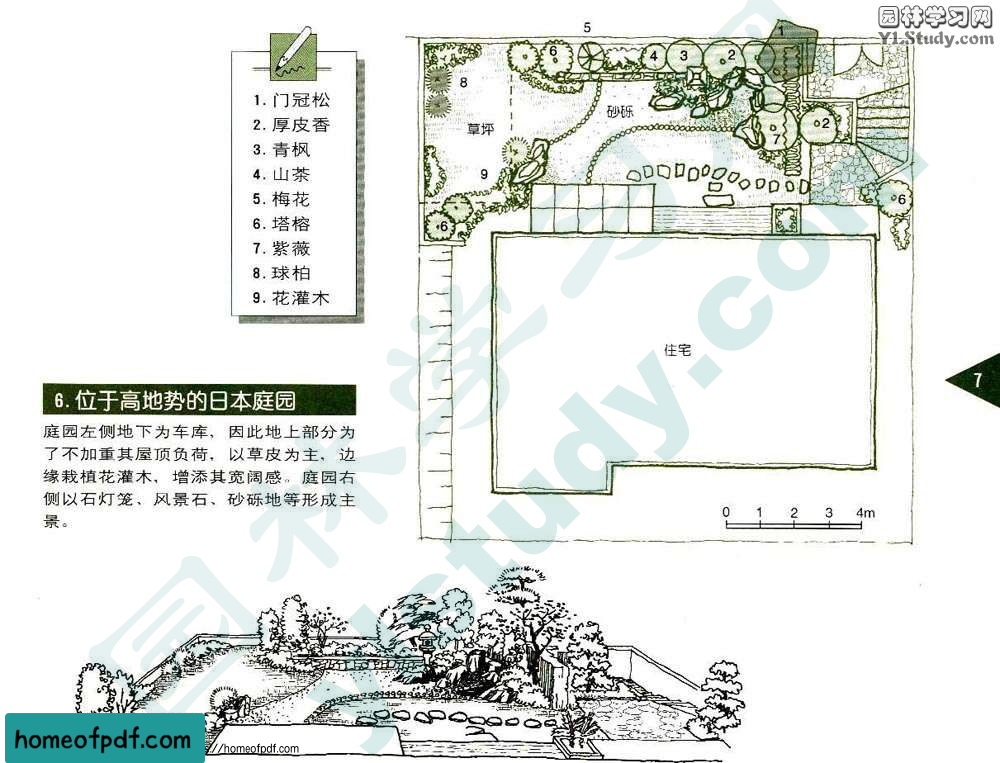 园林学习网
YLStudy.com
1. 门冠松
2. 厚皮香
3. 青枫
4. 山茶
5. 梅花
6. 塔榕
7. 紫薇
8. 球柏
9. 花灌木
5
1
6
4
3
2
8
砂砾
草坪
7
2
9
6
6
住宅
7
6. 位于高地势的日本庭园
庭园左侧地下为车库，因此地上部分为
了不加重其屋顶负荷，以草皮为主，边
缘栽植花灌木，增添其宽阔感。庭园右
侧以石灯笼、风景石、砂砾地等形成主
景。
0 1 2 3 4m
园林学习网
ylstudy.com
homeofpdf.com
//homeofpdf.com